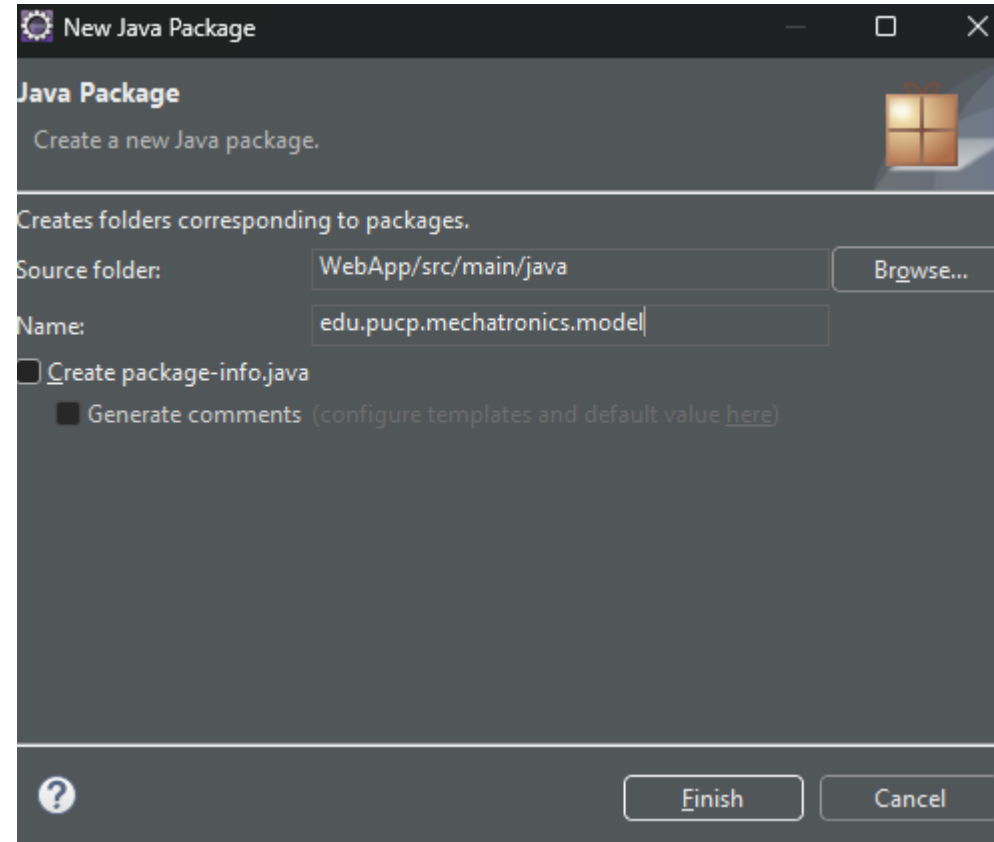 New Java Package
Java Package
Create a new Java package.
Creates folders corresponding to packages.
Source folder: WebApp/src/main/java Browse...
Name: edu.pucp.mechatronics.model
Create package-info.java
Generate comments (configure templates and default value here)
? Finish Cancel